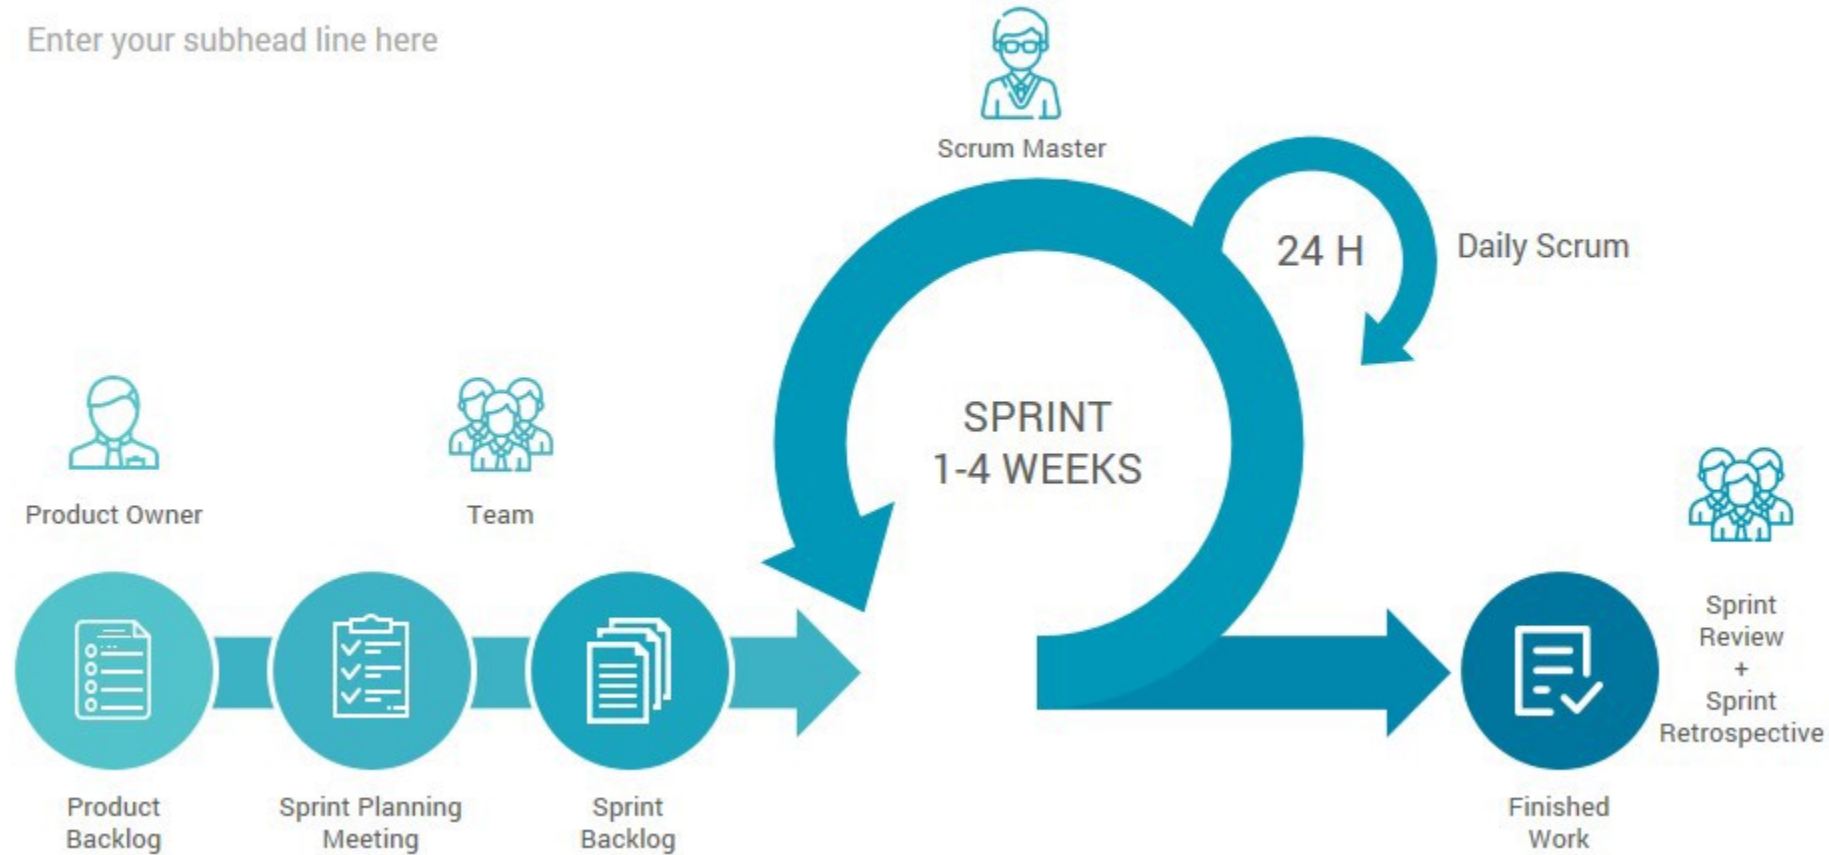 Enter your subhead line here
Scrum Master
24 H
Daily Scrum
SPRINT
1-4 WEEKS
Product Owner
Team
Product
Backlog
Sprint Planning
Meeting
Sprint
Backlog
Finished
Work
Sprint
Review
+
Sprint
Retrospective